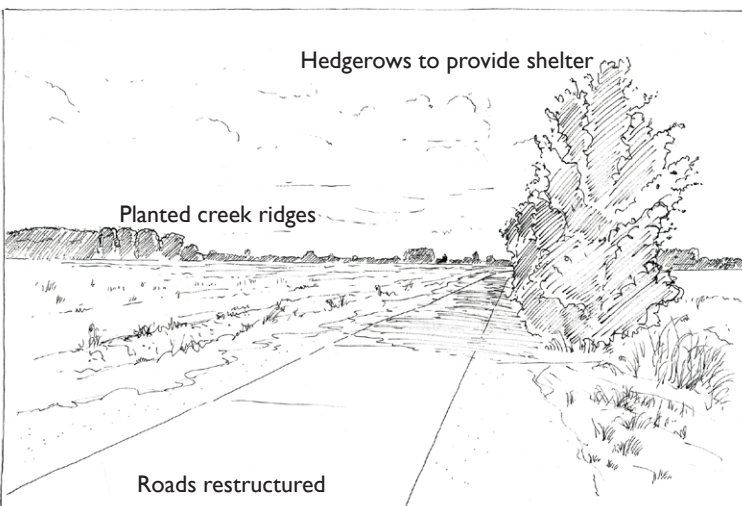 Hedgerows to provide shelter
Planted creek ridges
Roads restructured